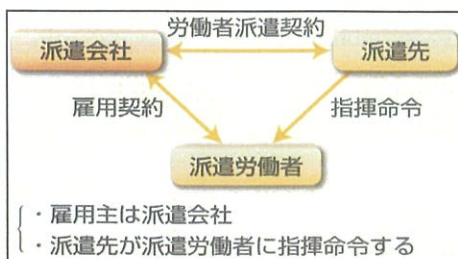 労働者派遣契約
派遣会社
派遣先
雇用契約
指揮命令
派遣労働者
・雇用主は派遣会社
・派遣先が派遣労働者に指揮命令する